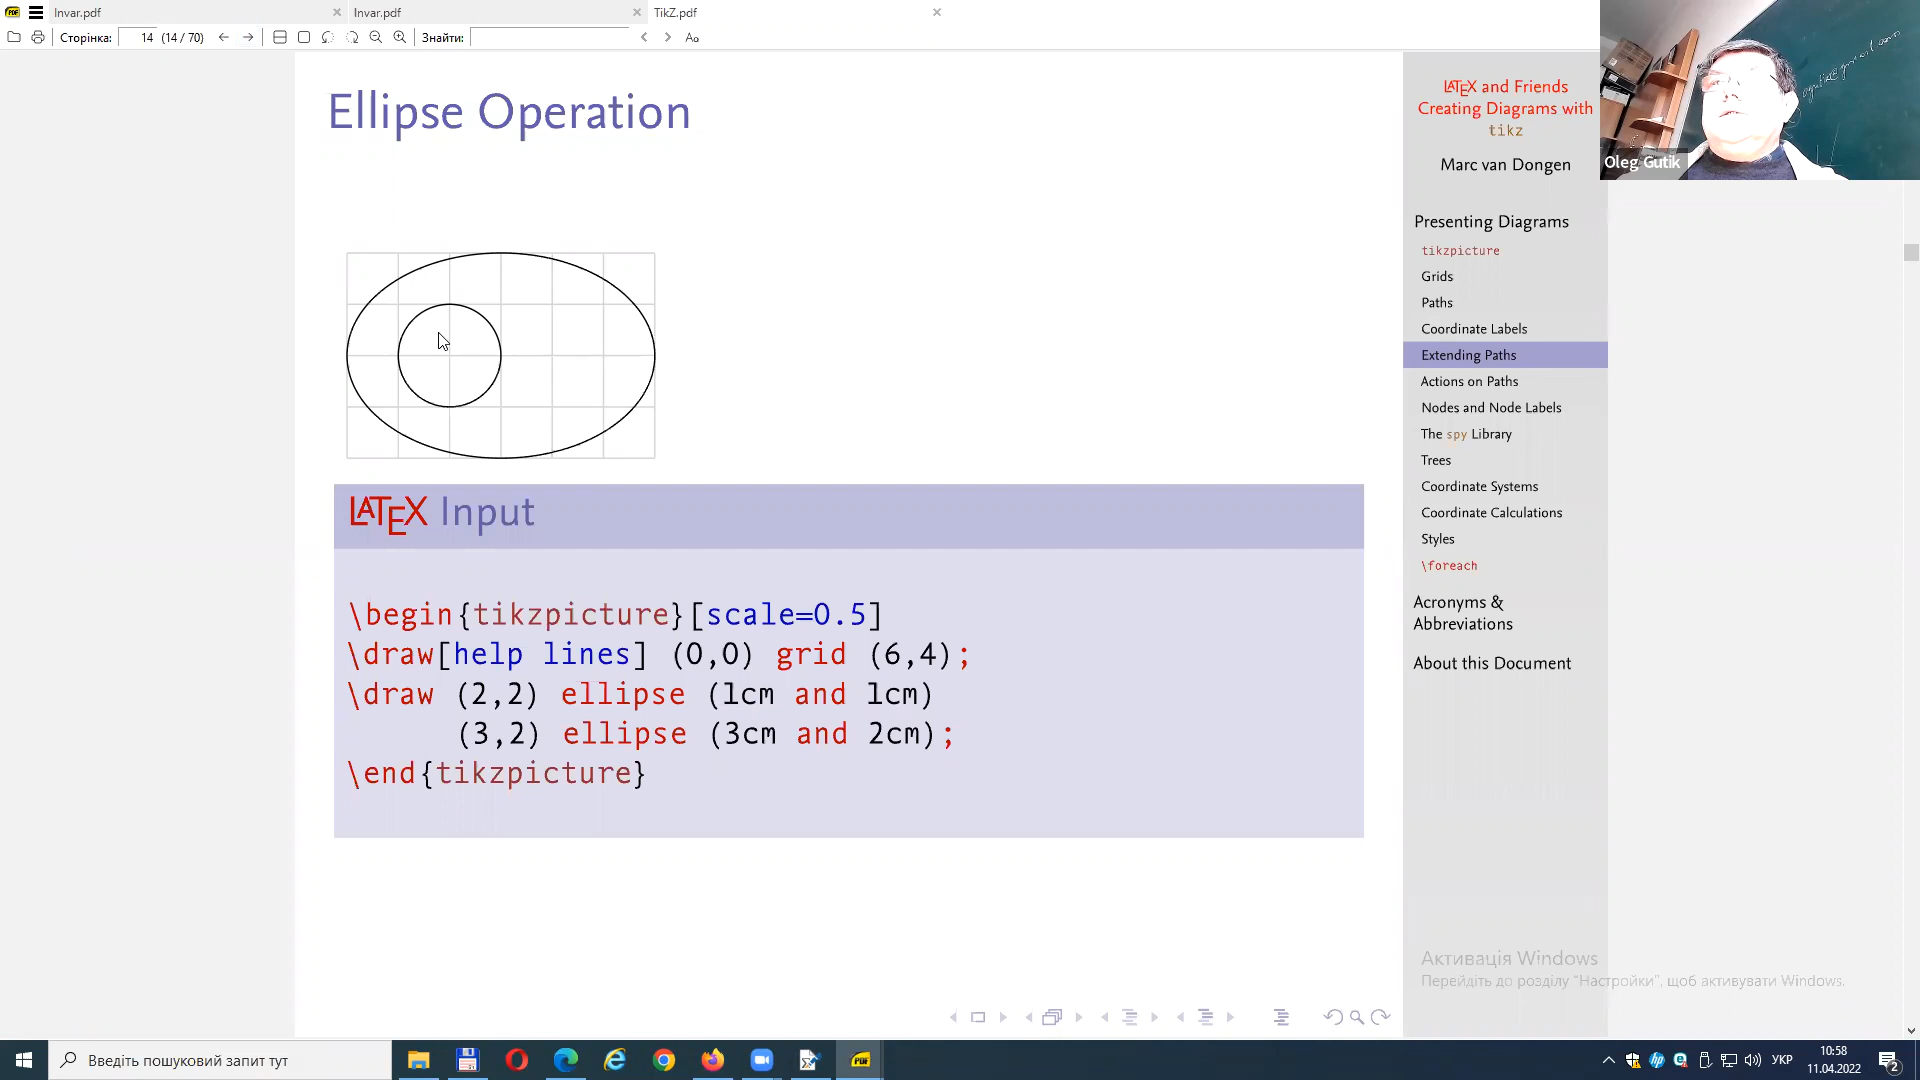 Invar.pdf
Invar.pdf
TikZ.pdf
Сторінка: 14 (14 / 70)
Знайти:
Ellipse Operation
LATEX Input
\begin{tikzpicture}[scale=0.5]
\draw[help lines] (0,0) grid (6,4);
\draw (2,2) ellipse (1cm and 1cm)
(3,2) ellipse (3cm and 2cm);
\end{tikzpicture}
LATEX and Friends
Creating Diagrams with
tikz
Marc van Dongen
Presenting Diagrams
tikzpicture
Grids
Paths
Coordinate Labels
Extending Paths
Actions on Paths
Nodes and Node Labels
The spy Library
Trees
Coordinate Systems
Coordinate Calculations
Styles
\foreach
Acronyms &
Abbreviations
About this Document
Oleg Gutik
Активація Windows
Перейдіть до розділу "Настройки", щоб активувати Windows.
Введіть пошуковий запит тут
УКР
10:58
11.04.2022
2